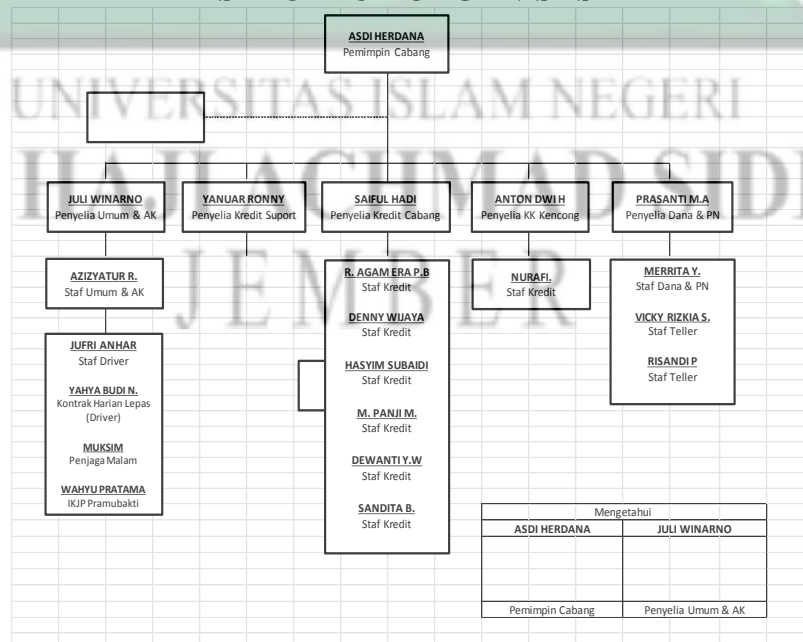 ASDI HERDANA
Pemimpin Cabang
UNIVERSITAS ISLAM NEGERI
HAJI ACHMAD SIDI
JEMBER
JULI WINARNO
Penyelia Umum & AK
YANUAR RONNY
Penyelia Kredit Suport
SAIFUL HADI
Penyelia Kredit Cabang
ANTON DWI H
Penyelia KK Kencong
PRASANTI M.A
Penyelia Dana & PN
AZIZYATUR R.
Staf Umum & AK
JUFRI ANHAR
Staf Driver
YAHYA BUDI N.
Kontrak Harian Lepas
(Driver)
MUKSIM
Penjaga Malam
WAHYU PRATAMA
IKJP Pramubakti
R. AGAM ERA P.B
Staf Kredit
DENNY WIJAYA
Staf Kredit
HASYIM SUBAIDI
Staf Kredit
M. PANJI M.
Staf Kredit
DEWANTI Y.W
Staf Kredit
SANDITA B.
Staf Kredit
NURAFI.
Staf Kredit
MERRITA Y.
Staf Dana & PN
VICKY RIZKIA S.
Staf Teller
RISANDI P
Staf Teller
Mengetahui
ASDI HERDANA
JULI WINARNO
Pemimpin Cabang
Penyelia Umum & AK